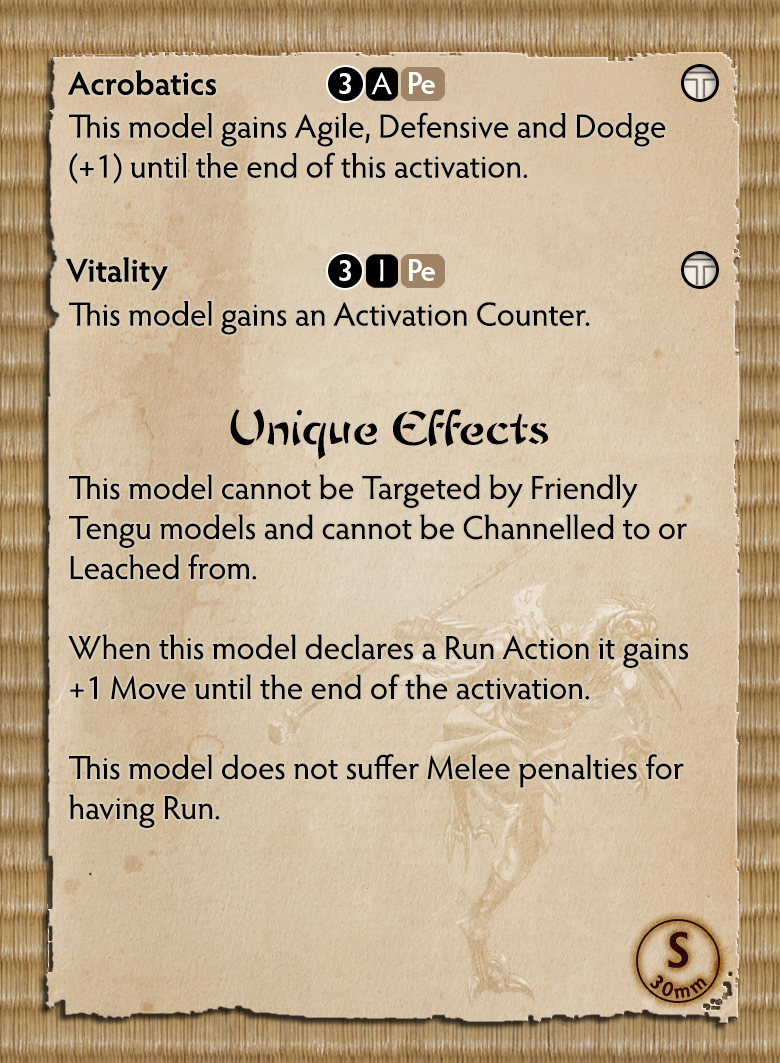 Acrobatics 3 A Pe T
This model gains Agile, Defensive and Dodge
(+1) until the end of this activation.
Vitality 3 I Pe T
This model gains an Activation Counter.
Unique Effects
This model cannot be Targeted by Friendly
Tengu models and cannot be Channelled to or
Leached from.
When this model declares a Run Action it gains
+1 Move until the end of the activation.
This model does not suffer Melee penalties for
having Run.
S
30mm